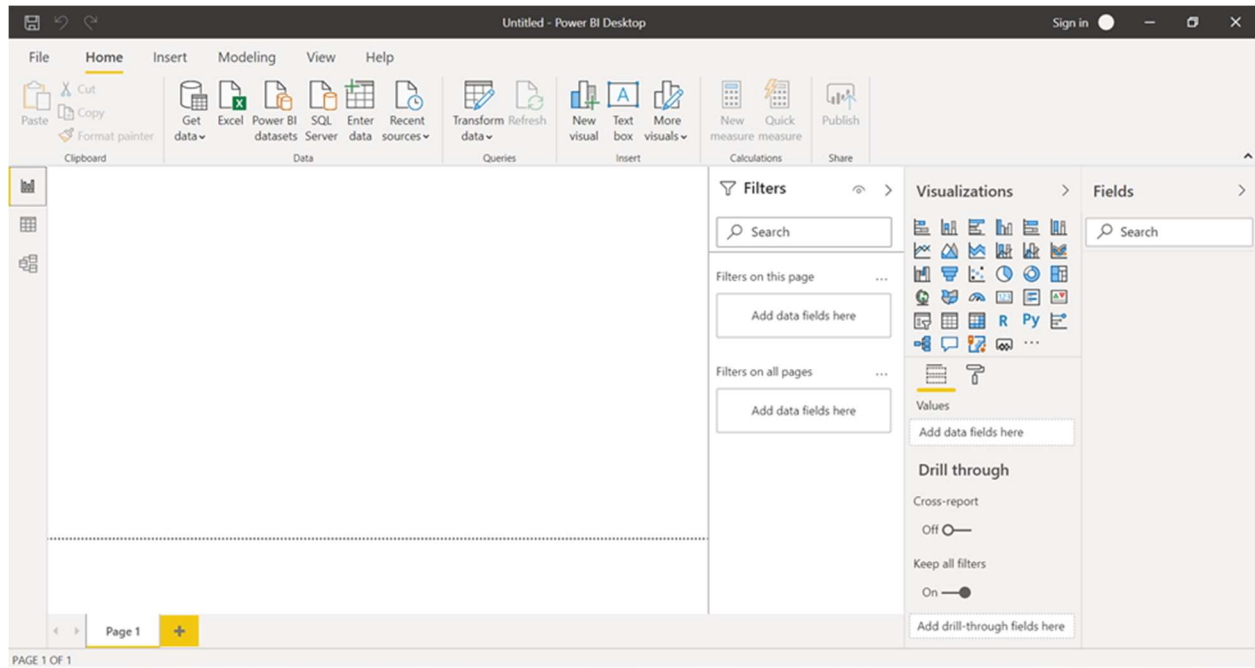 Untitled - Power BI Desktop
Sign in
File Home Insert Modeling View Help
Paste
Cut
Copy
Format painter
Get data
Excel
Power BI datasets
SQL Server
Enter data
Recent sources
Transform data
Refresh
New visual
Text box
More visuals
New measure
Quick measure
Publish
Clipboard
Data
Queries
Insert
Calculations
Share
Filters
Search
Filters on this page
...
Add data fields here
Filters on all pages
...
Add data fields here
Visualizations
123
R
Py
...
Values
Add data fields here
Drill through
Cross-report
Off
Keep all filters
On
Add drill-through fields here
Fields
Search
Page 1
PAGE 1 OF 1